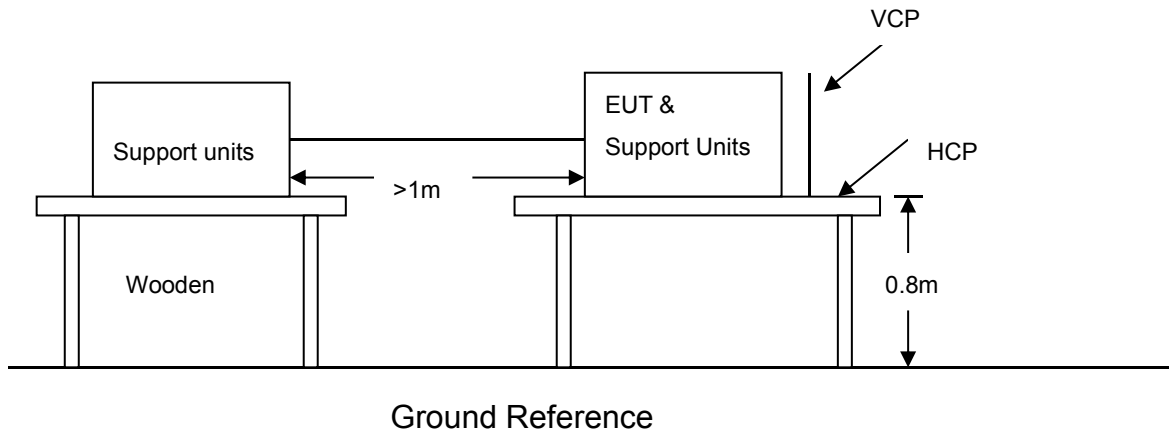 VCP
EUT &
Support Units
Support units
HCP
>1m
Wooden
0.8m
Ground Reference